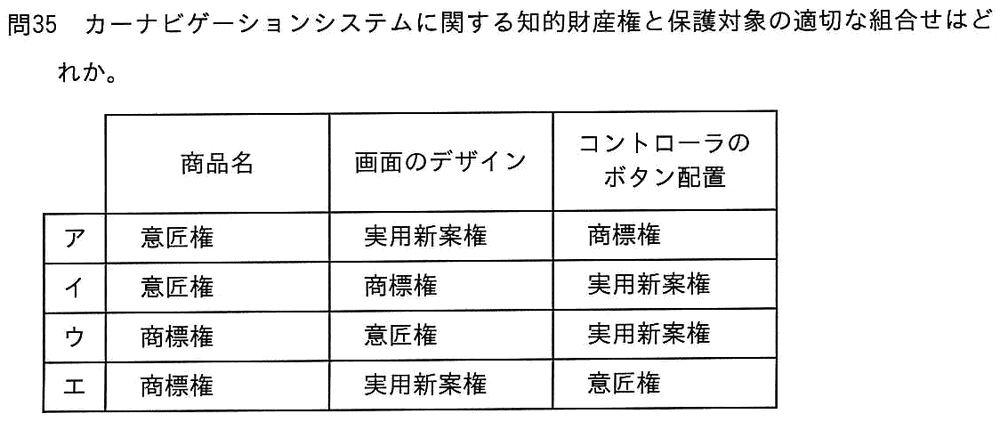 問35 カーナビゲーションシステムに関する知的財産権と保護対象の適切な組合せはど
れか。
商品名 画面のデザイン コントローラの
ボタン配置
ア 意匠権 実用新案権 商標権
イ 意匠権 商標権 実用新案権
ウ 商標権 意匠権 実用新案権
エ 商標権 実用新案権 意匠権